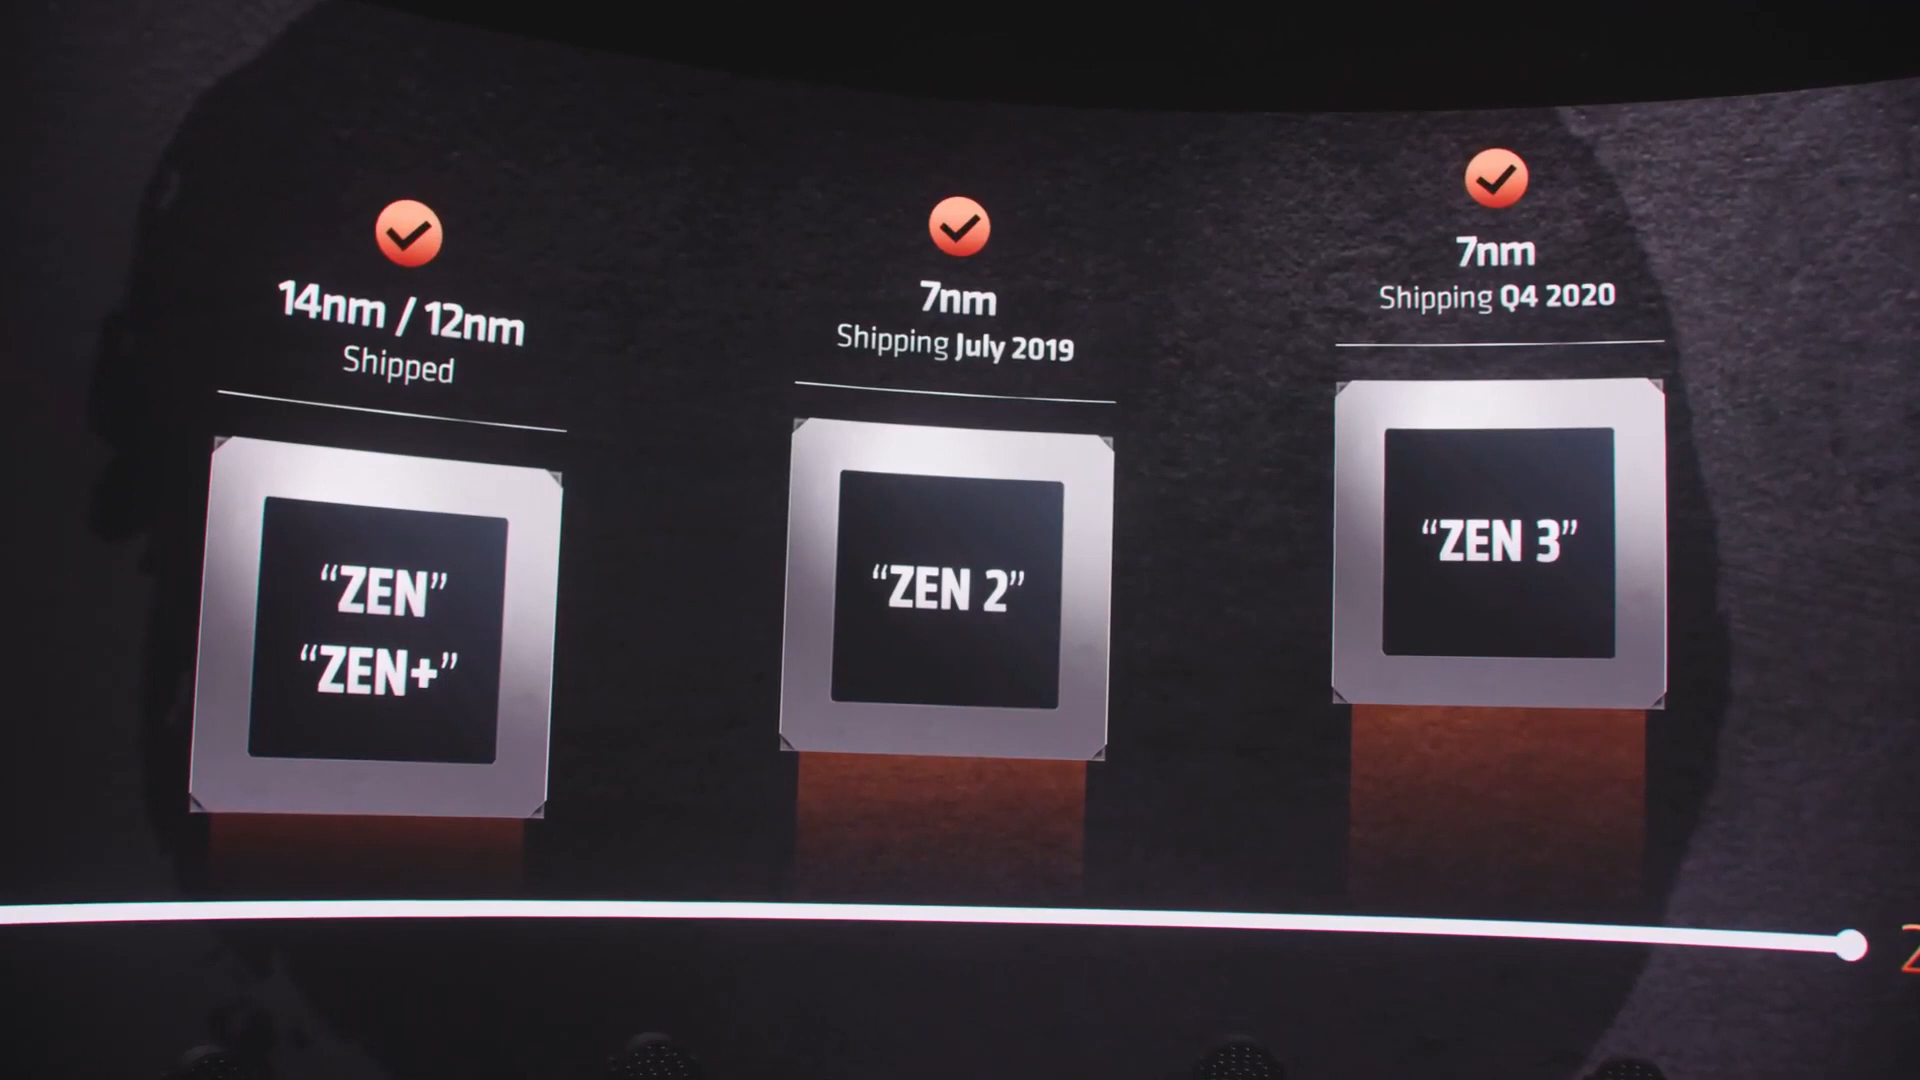 14nm / 12nm
Shipped
“ZEN”
“ZEN+”
7nm
Shipping July 2019
“ZEN 2”
7nm
Shipping Q4 2020
“ZEN 3”